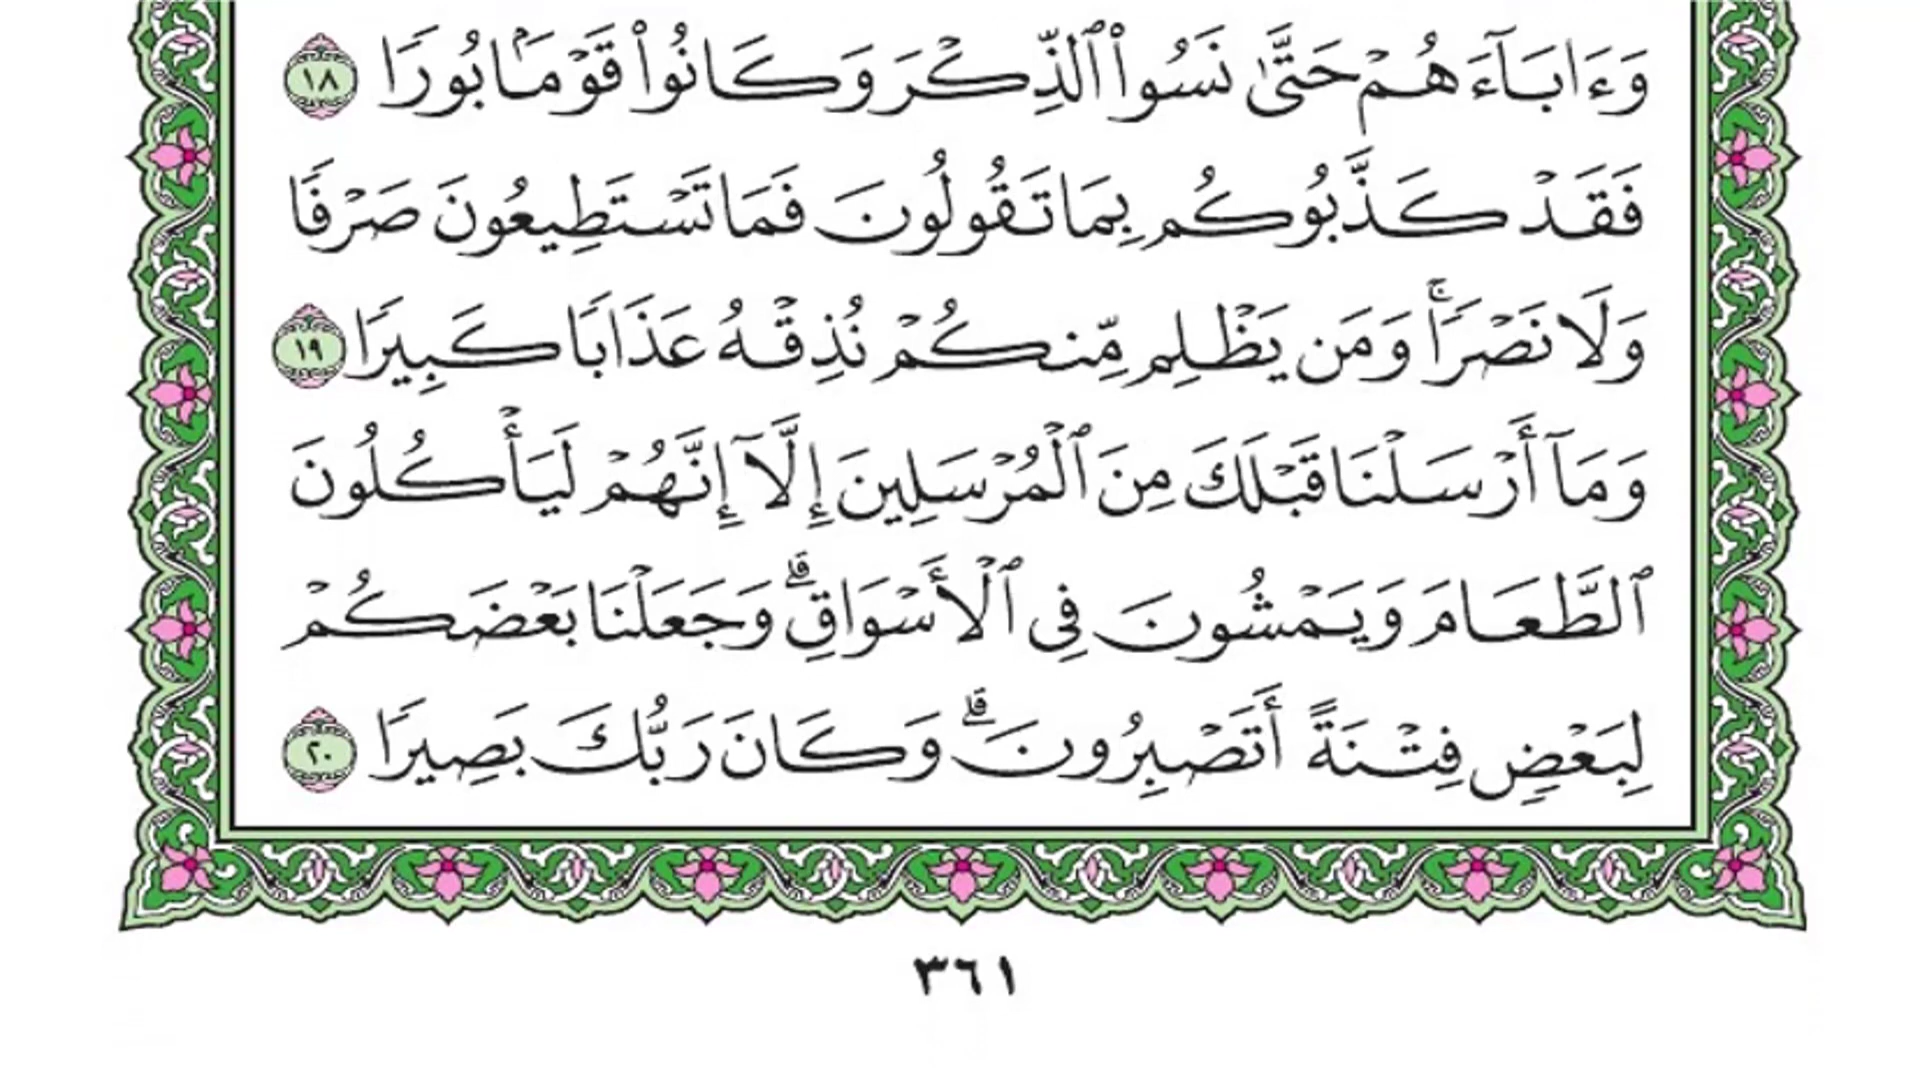 وَءَابَآءَهُمۡ حَتَّىٰ نَسُواْ ٱلذِّكۡرَ وَكَانُواْ قَوۡمَۢا بُورٗا ١٨
فَقَدۡ كَذَّبُوكُم بِمَا تَقُولُونَ فَمَا تَسۡتَطِيعُونَ صَرۡفٗا
وَلَا نَصۡرٗاۚ وَمَن يَظۡلِم مِّنكُمۡ نُذِقۡهُ عَذَابٗا كَبِيرٗا ١٩
وَمَآ أَرۡسَلۡنَا قَبۡلَكَ مِنَ ٱلۡمُرۡسَلِينَ إِلَّآ إِنَّهُمۡ لَيَأۡكُلُونَ
ٱلطَّعَامَ وَيَمۡشُونَ فِي ٱلۡأَسۡوَاقِۗ وَجَعَلۡنَا بَعۡضَكُمۡ
لِبَعۡضٖ فِتۡنَةً أَتَصۡبِرُونَۗ وَكَانَ رَبُّكَ بَصِيرٗا ٢٠
٣٦١